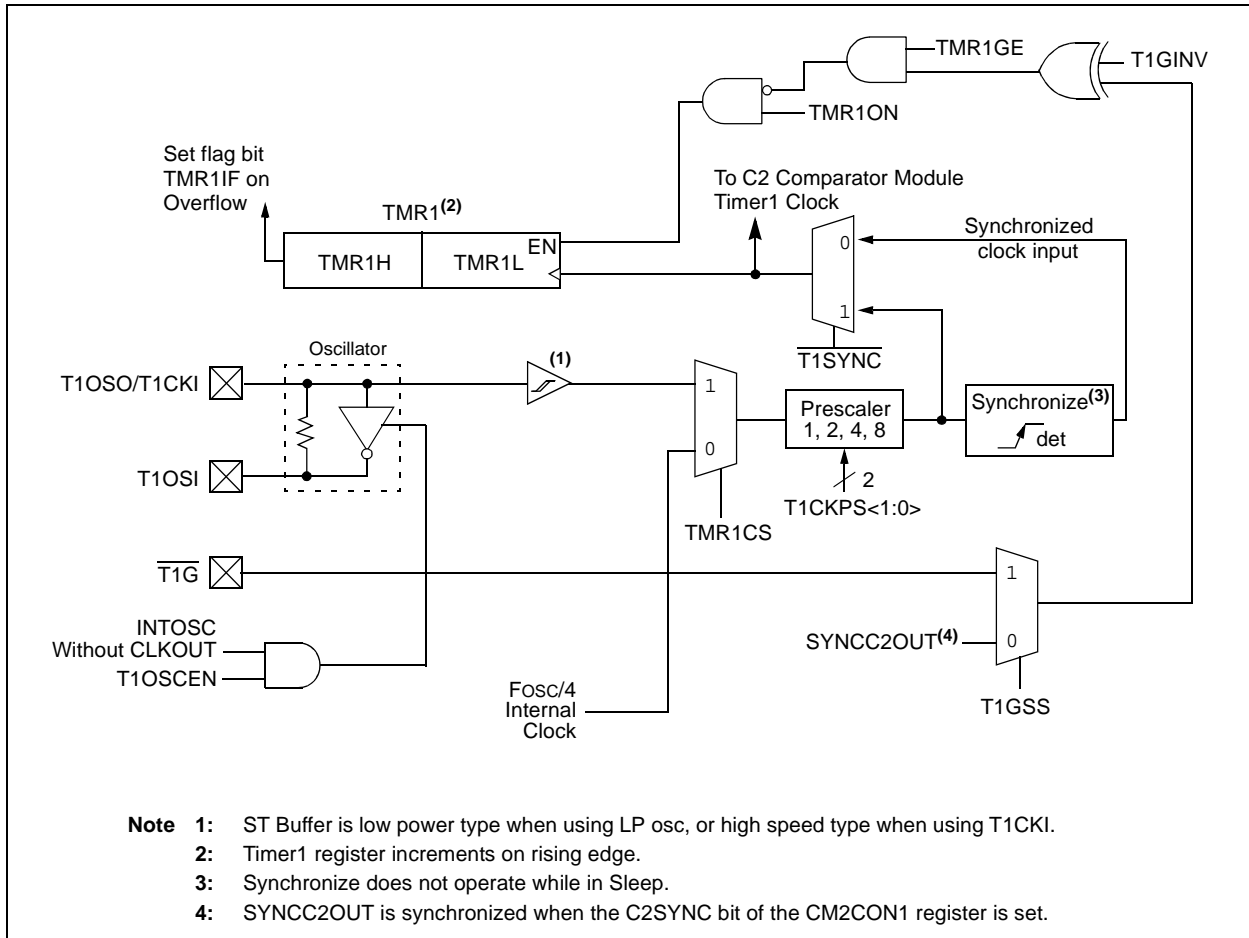 TMR1GE
T1GINV
TMR1ON
Set flag bit
TMR1IF on
Overflow
To C2 Comparator Module
Timer1 Clock
TMR1(2)
EN
TMR1H
TMR1L
0
1
Synchronized
clock input
T1SYNC
Oscillator
(1)
T1OSO/T1CKI
T1OSI
1
0
TMR1CS
Prescaler
1, 2, 4, 8
2
T1CKPS<1:0>
Synchronize(3)
det
T1G
1
0
SYNCC2OUT(4)
T1GSS
INTOSC
Without CLKOUT
T1OSCEN
FOSC/4
Internal
Clock
Note 1: ST Buffer is low power type when using LP osc, or high speed type when using T1CKI.
2: Timer1 register increments on rising edge.
3: Synchronize does not operate while in Sleep.
4: SYNCC2OUT is synchronized when the C2SYNC bit of the CM2CON1 register is set.